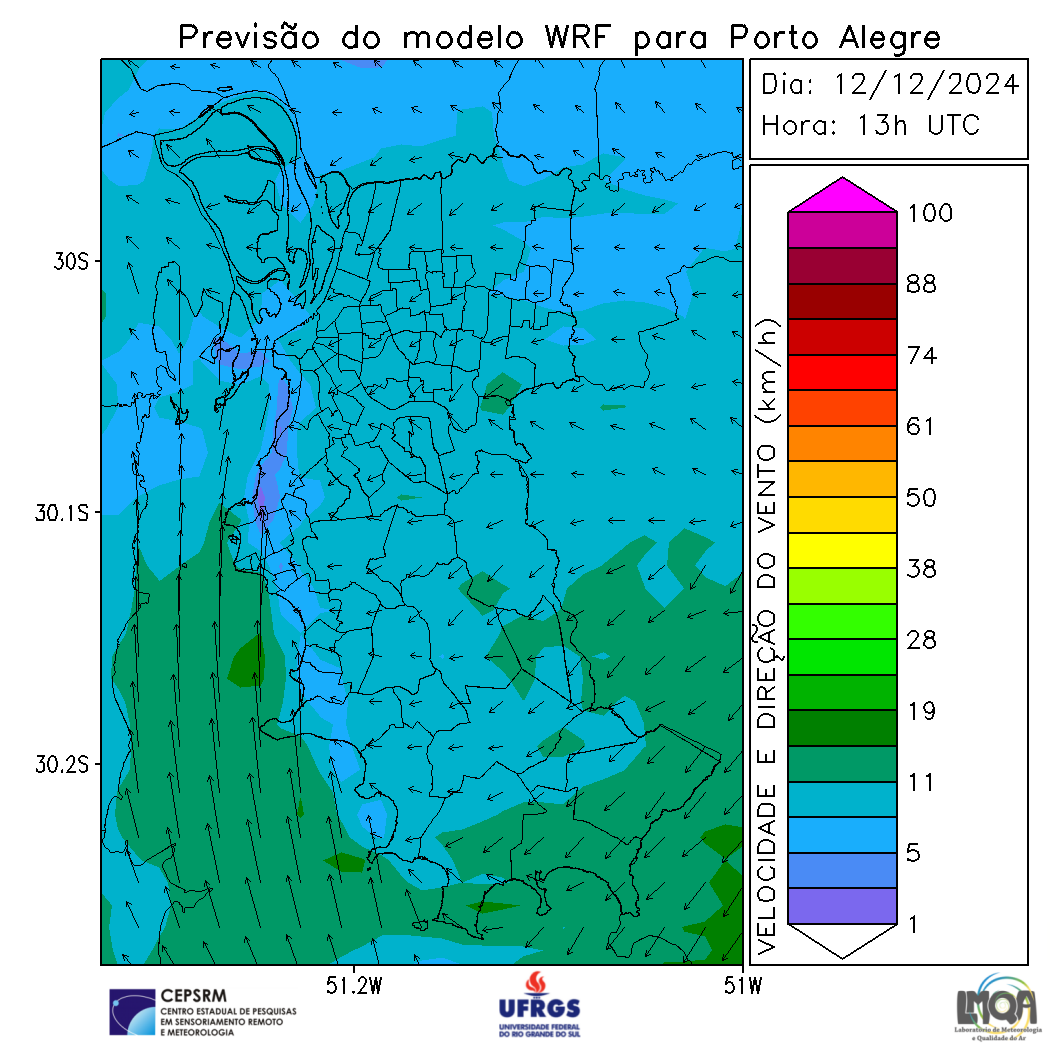 Previsão do modelo WRF para Porto Alegre
Dia: 12/12/2024
Hora: 13h UTC
30S
30.1S
30.2S
51.2W
51W
VELOCIDADE E DIREÇÃO DO VENTO (km/h)
100
88
74
61
50
38
28
19
11
5
1
CEPSRM
CENTRO ESTADUAL DE PESQUISAS
EM SENSORIAMENTO REMOTO
E METEOROLOGIA
UFRGS
UNIVERSIDADE FEDERAL
DO RIO GRANDE DO SUL
LMQA
Laboratório de Meteorologia
e Qualidade do Ar